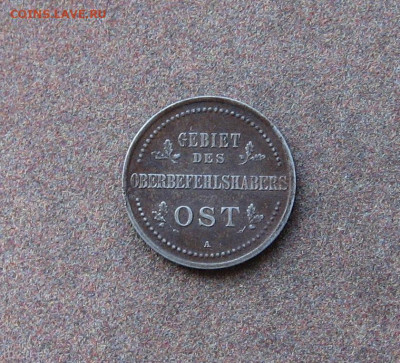 COINS.LAVE.RU
GEBIET
DES
OBERBEFEHLSHABERS
OST
A